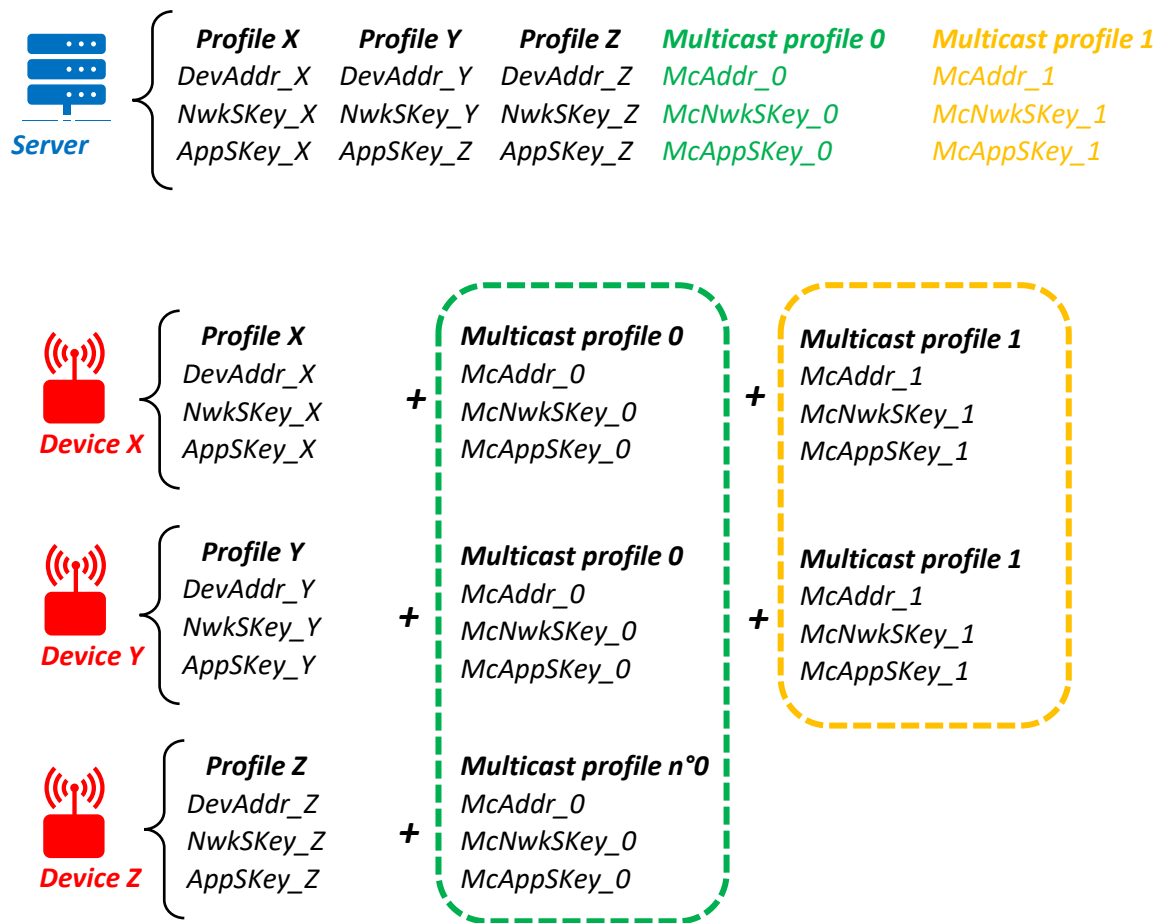 Profile X Profile Y Profile Z Multicast profile 0 Multicast profile 1
DevAddr_X DevAddr_Y DevAddr_Z McAddr_0 McAddr_1
NwkSKey_X NwkSKey_Y NwkSKey_Z McNwkSKey_0 McNwkSKey_1
Server AppSKey_X AppSKey_Z AppSKey_Z McAppSKey_0 McAppSKey_1
Profile X Multicast profile 0 Multicast profile 1
DevAddr_X McAddr_0 McAddr_1
NwkSKey_X + McNwkSKey_0 + McNwkSKey_1
Device X AppSKey_X McAppSKey_0 McAppSKey_1
Profile Y Multicast profile 0 Multicast profile 1
DevAddr_Y McAddr_0 McAddr_1
NwkSKey_Y + McNwkSKey_0 + McNwkSKey_1
Device Y AppSKey_Y McAppSKey_0 McAppSKey_1
Profile Z Multicast profile n°0
DevAddr_Z McAddr_0
NwkSKey_Z + McNwkSKey_0
Device Z AppSKey_Z McAppSKey_0